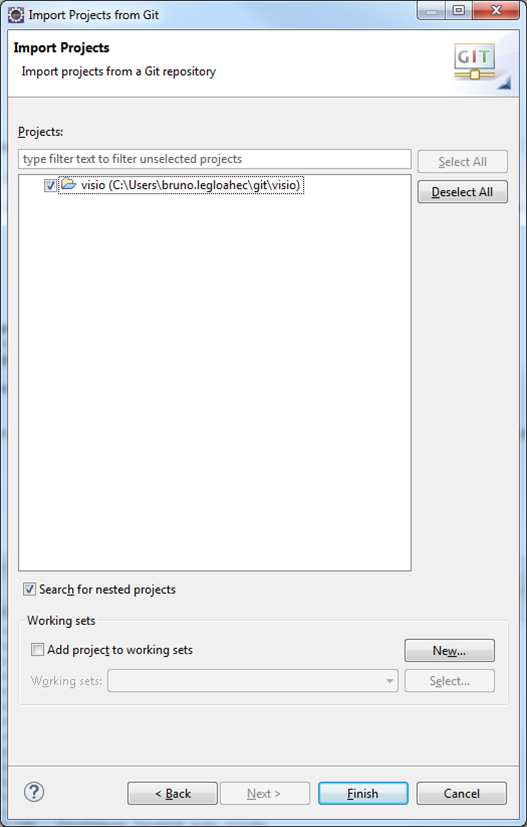 Import Projects from Git
Import Projects
Import projects from a Git repository
GIT
Projects:
type filter text to filter unselected projects
Select All
visio (C:\Users\bruno.legloahec\git\visio)
Deselect All
Search for nested projects
Working sets
Add project to working sets
New...
Working sets:
Select...
?
< Back
Next >
Finish
Cancel